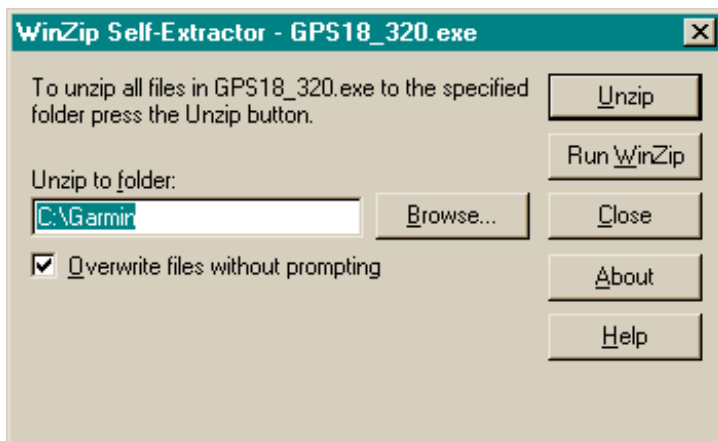 WinZip Self-Extractor - GPS18_320.exe
To unzip all files in GPS18_320.exe to the specified
folder press the Unzip button.
Unzip to folder:
C:\Garmin
Browse...
Overwrite files without prompting
Unzip
Run WinZip
Close
About
Help